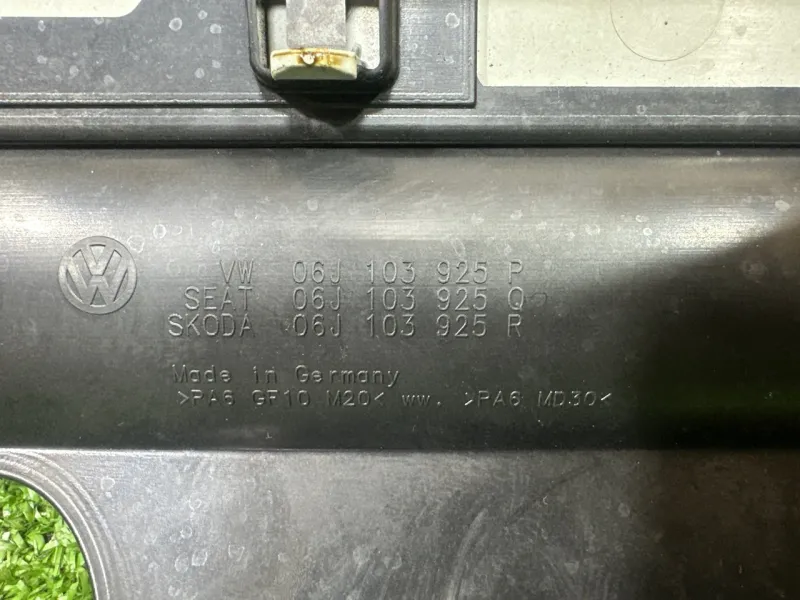 VW 06J 103 925 P
SEAT 06J 103 925 Q
SKODA 06J 103 925 R
Made in Germany
>PA6 GF10 M20< ww. >PA6 MD30<